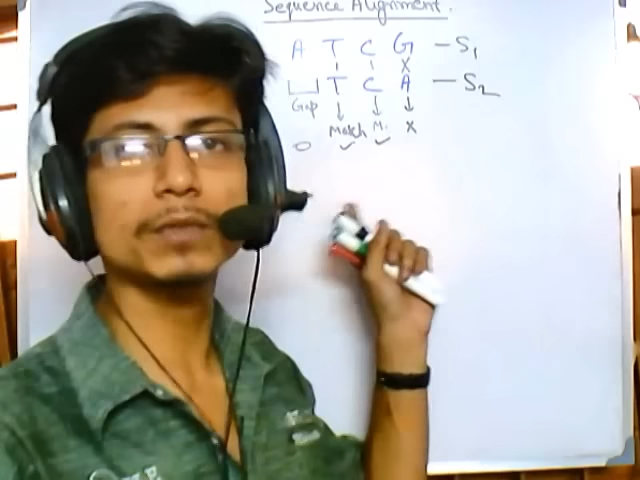 Sequence Alignment.
A T C G — S1
X
T C A — S2
Gap
Match M. X
O